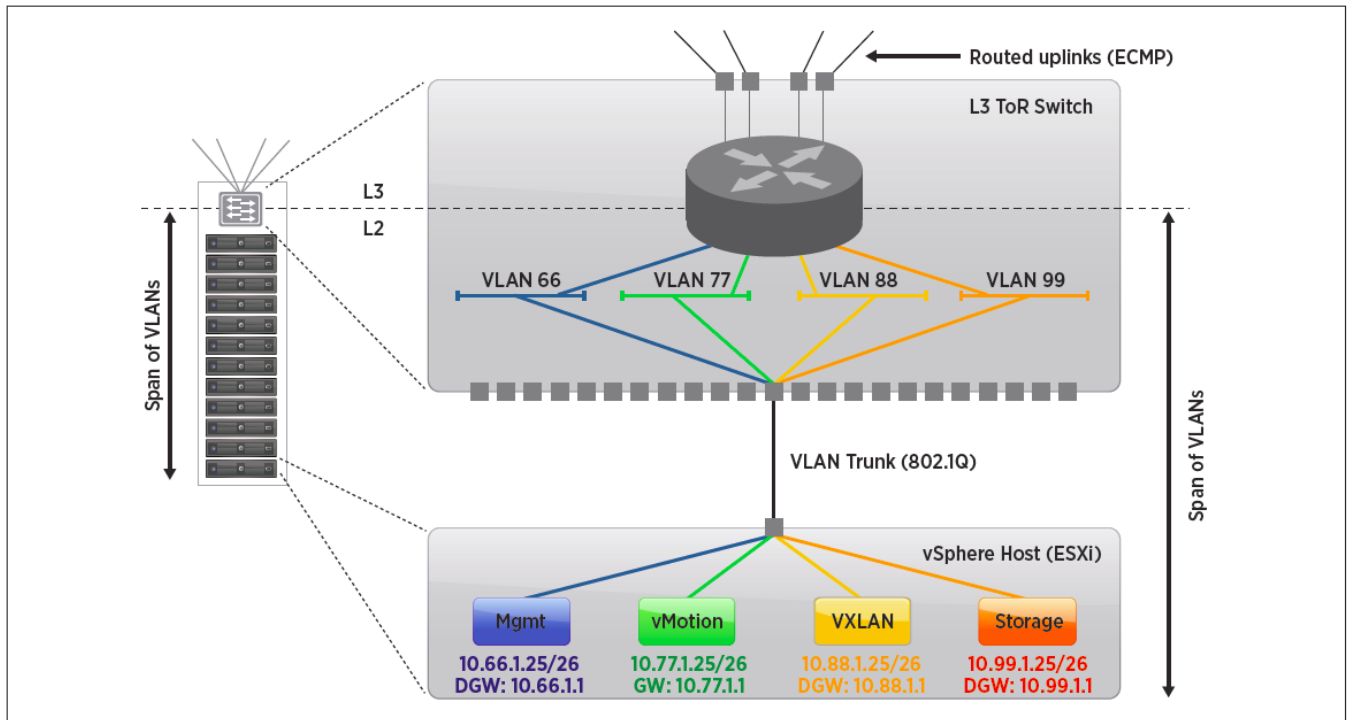 Routed uplinks (ECMP)
L3 ToR Switch
L3
L2
VLAN 66
VLAN 77
VLAN 88
VLAN 99
Span of VLANs
VLAN Trunk (802.1Q)
Span of VLANs
vSphere Host (ESXi)
Mgmt
vMotion
VXLAN
Storage
10.66.1.25/26
DGW: 10.66.1.1
10.77.1.25/26
GW: 10.77.1.1
10.88.1.25/26
DGW: 10.88.1.1
10.99.1.25/26
DGW: 10.99.1.1